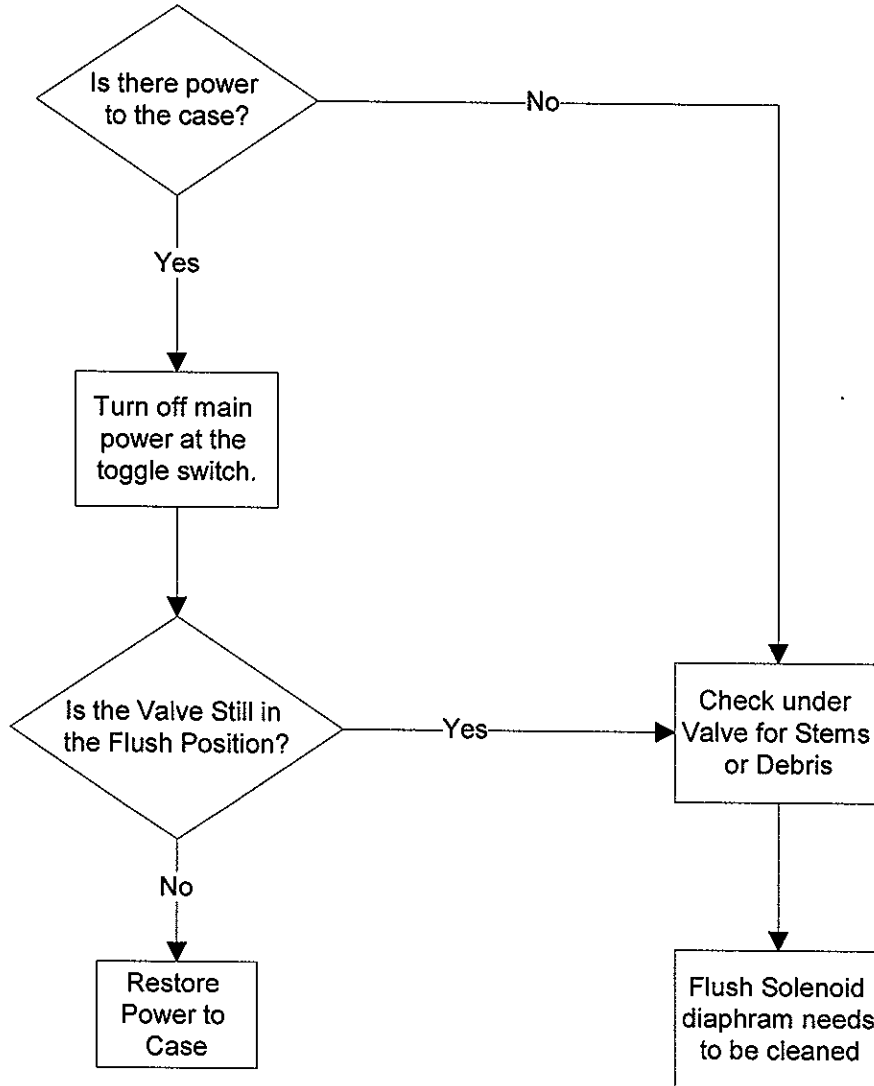 Is there power
to the case?
No
Yes
Turn off main
power at the
toggle switch.
Is the Valve Still in
the Flush Position?
Yes
Check under
Valve for Stems
or Debris
No
Restore
Power to
Case
Flush Solenoid
diaphram needs
to be cleaned